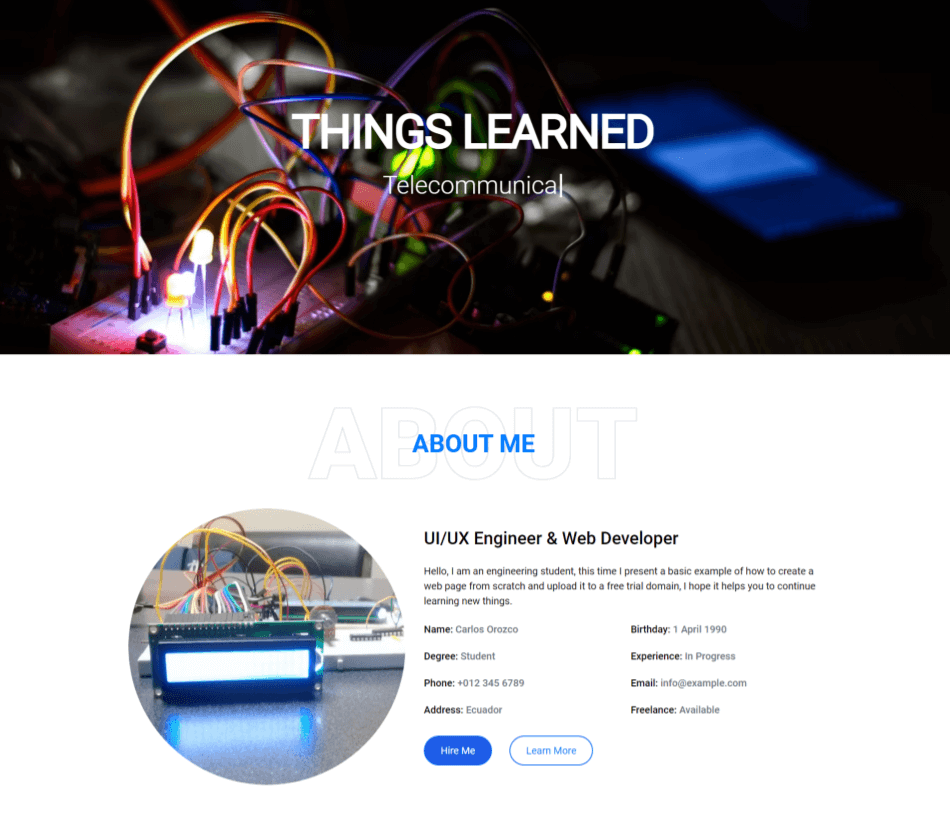 THINGS LEARNED
Telecommunical
ABOUT
ABOUT ME
UI/UX Engineer & Web Developer
Hello, I am an engineering student, this time I present a basic example of how to create a
web page from scratch and upload it to a free trial domain, I hope it helps you to continue
learning new things.
Name: Carlos Orozco
Birthday: 1 April 1990
Degree: Student
Experience: In Progress
Phone: +012 345 6789
Email: info@example.com
Address: Ecuador
Freelance: Available
Hire Me
Learn More